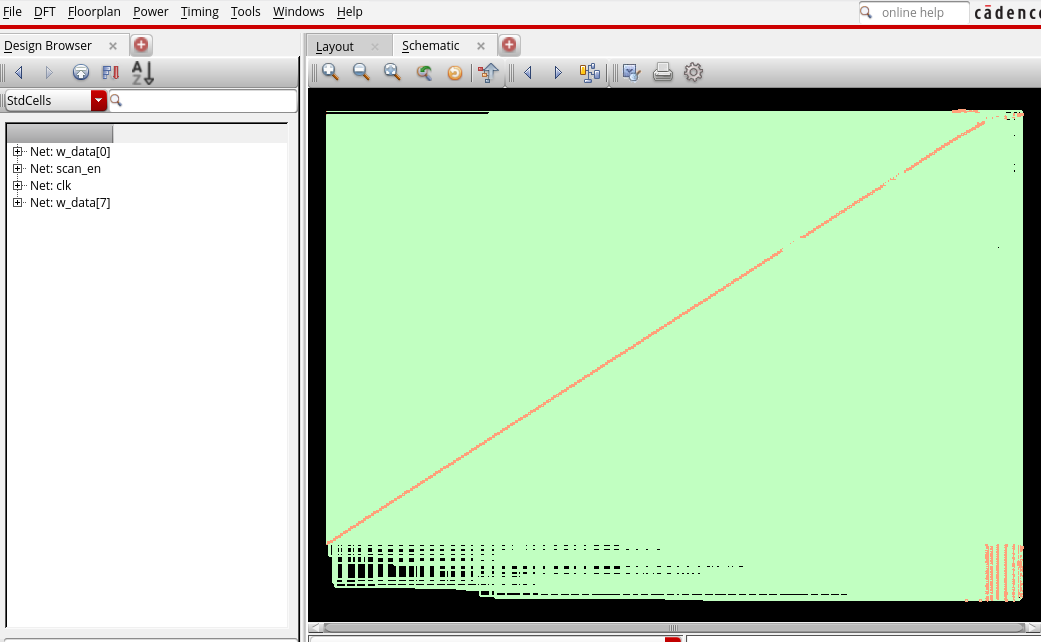 File DFT Floorplan Power Timing Tools Windows Help online help cādence
Design Browser Layout Schematic
StdCells
Net: w_data[0]
Net: scan_en
Net: clk
Net: w_data[7]